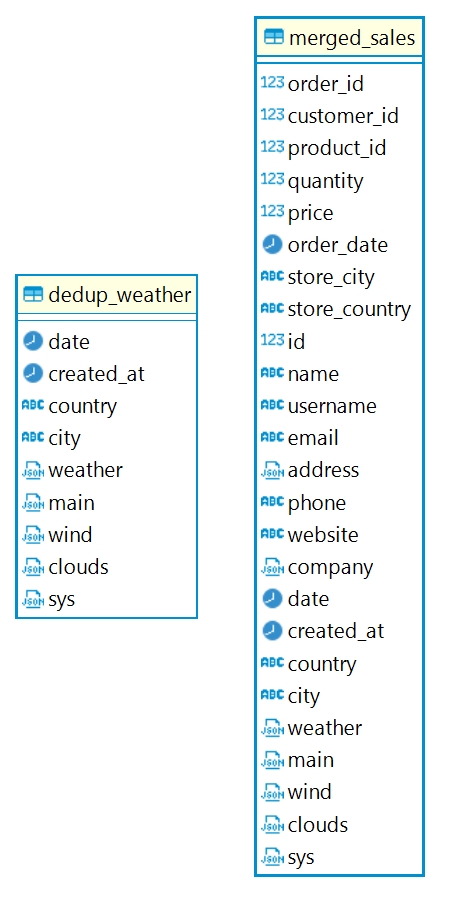 dedup_weather
date
created_at
country
city
JSON weather
JSON main
JSON wind
JSON clouds
JSON sys
merged_sales
123 order_id
123 customer_id
123 product_id
123 quantity
123 price
order_date
ABC store_city
ABC store_country
123 id
ABC name
ABC username
ABC email
JSON address
ABC phone
ABC website
JSON company
date
created_at
ABC country
ABC city
JSON weather
JSON main
JSON wind
JSON clouds
JSON sys